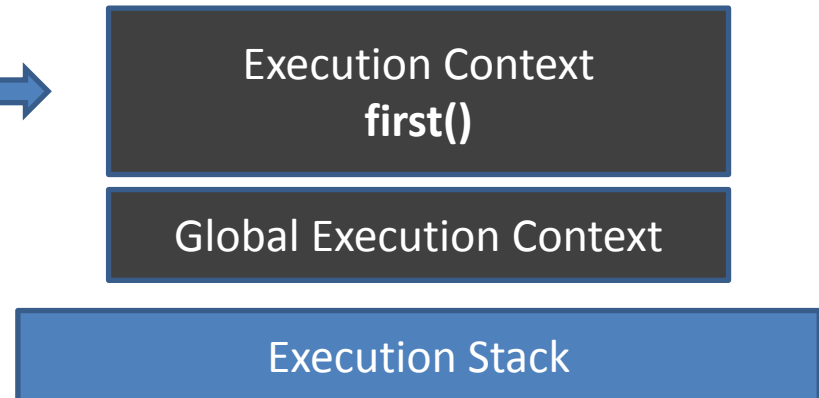 Execution Context
first()
Global Execution Context
Execution Stack